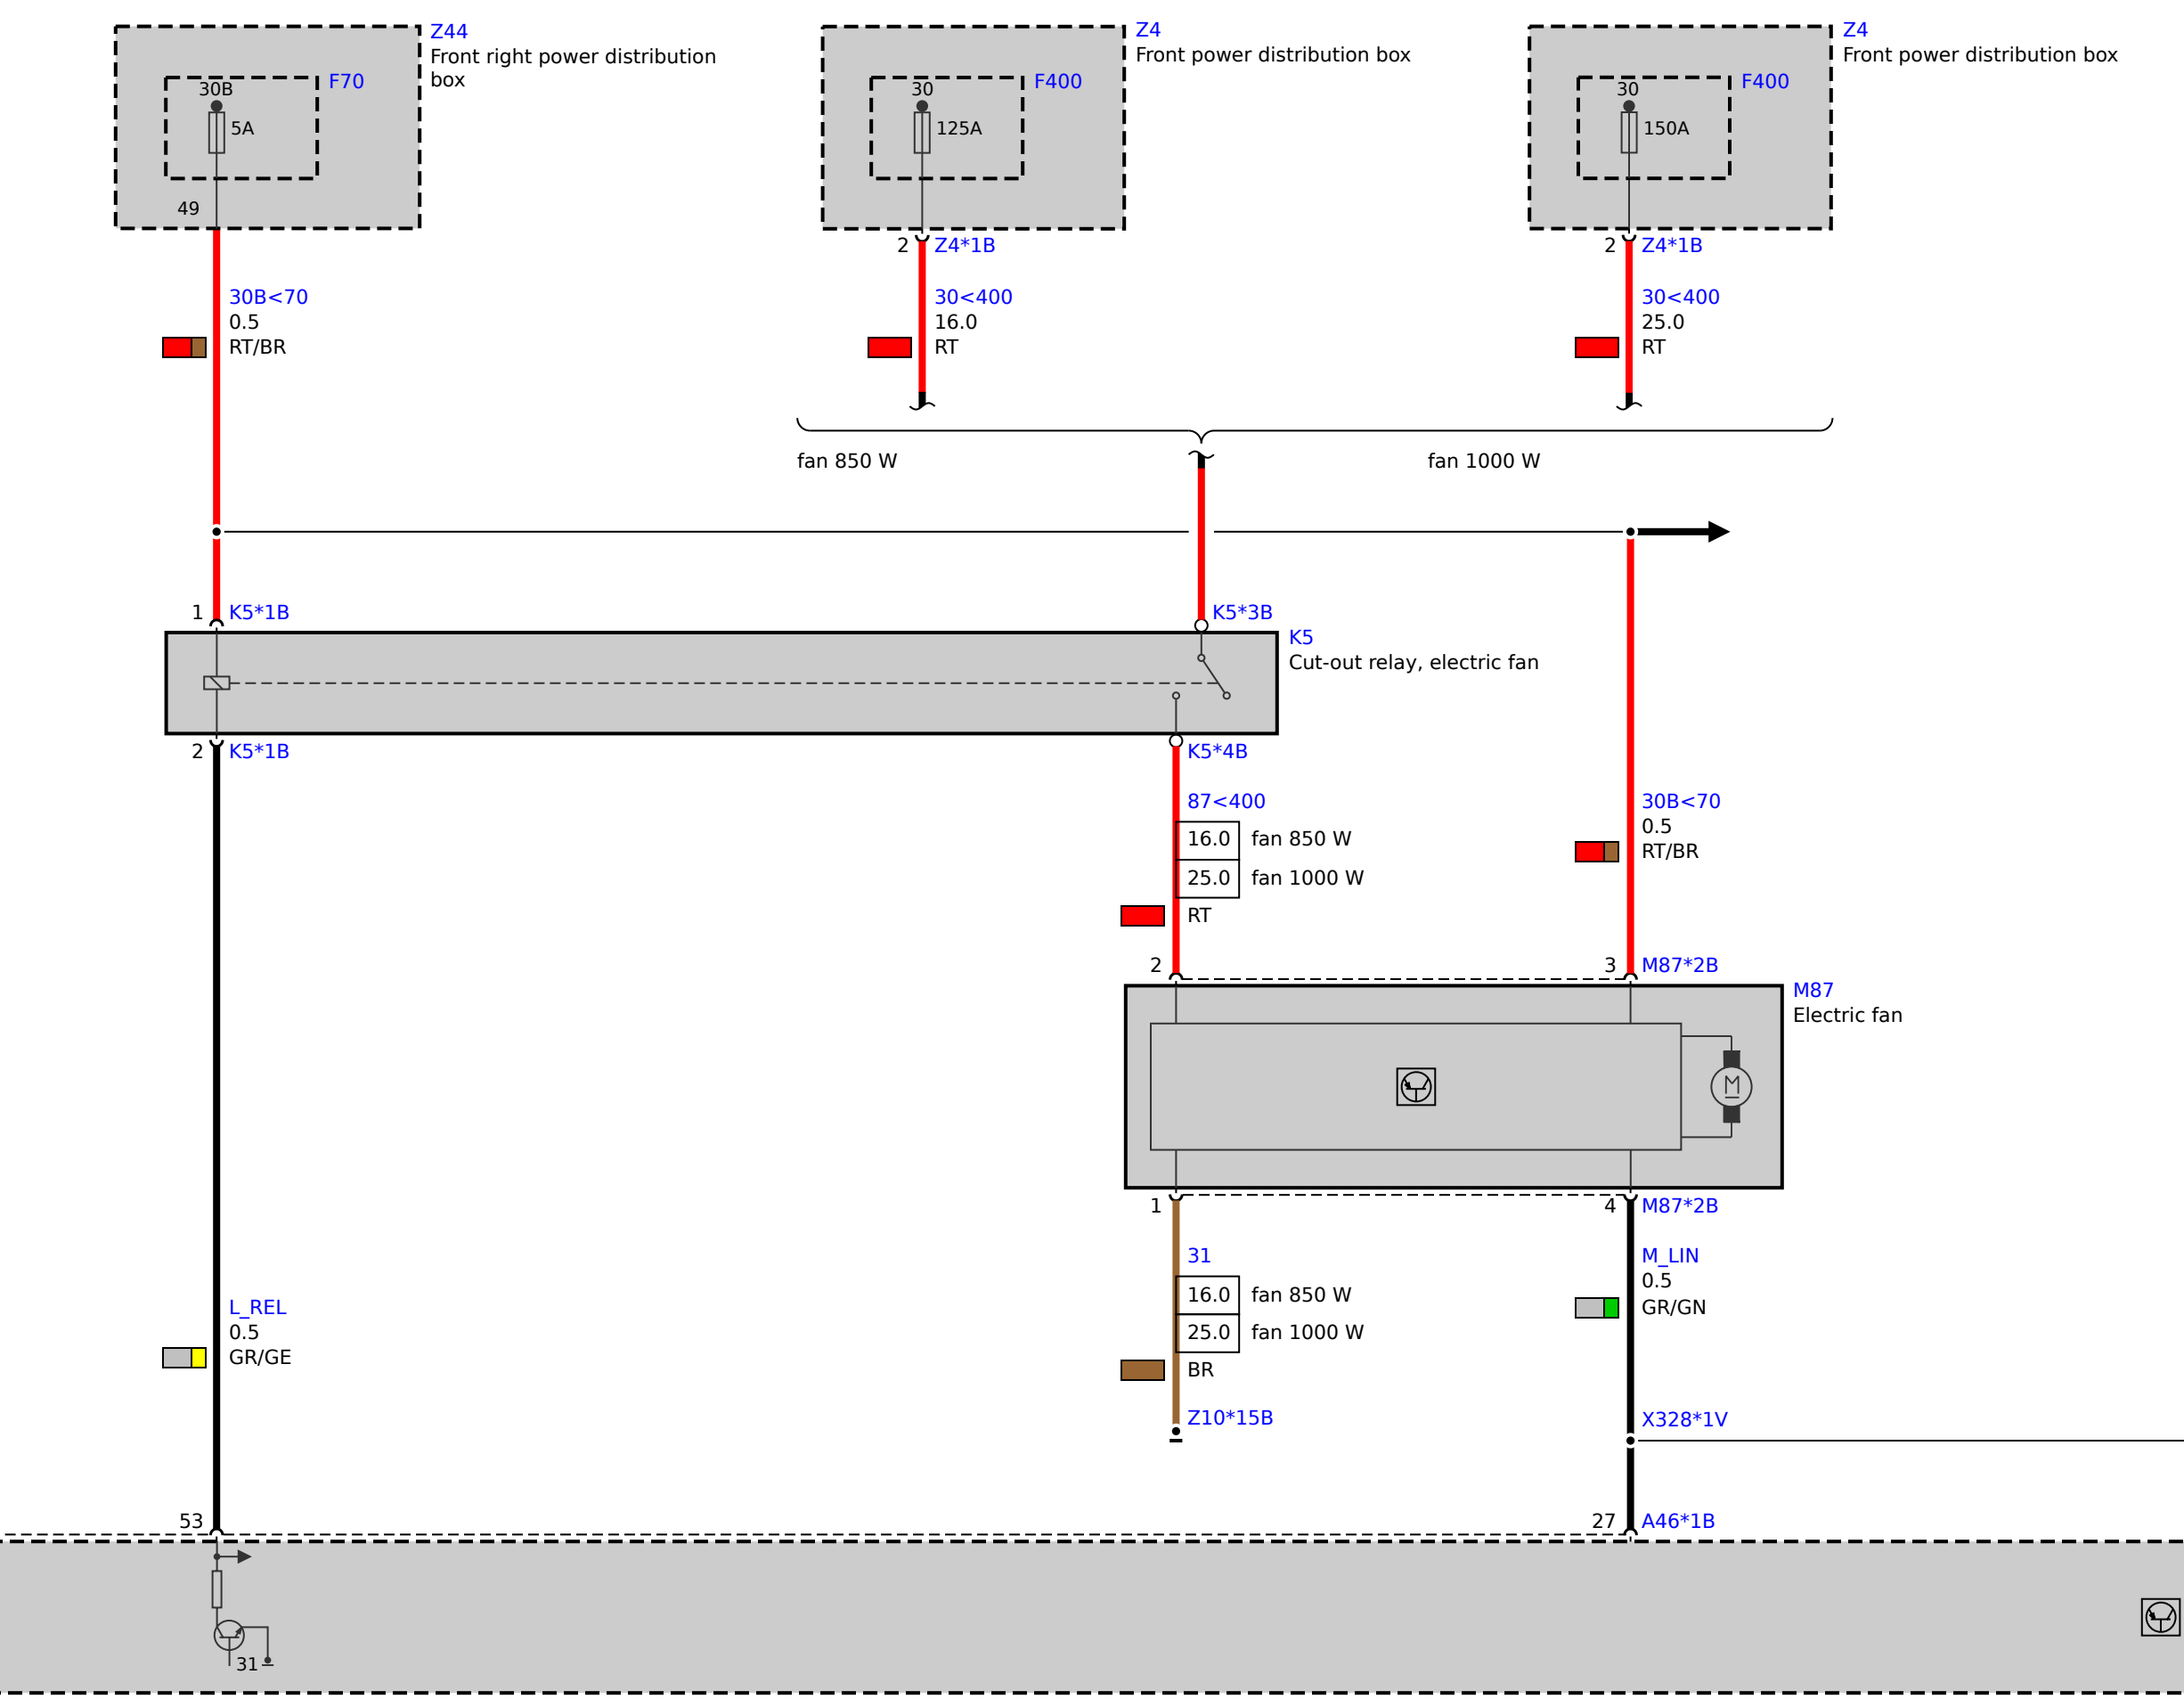 Z44
Front right power distribution
box
F70
30B
5A
49
Z4
Front power distribution box
F400
30
125A
Z4
Front power distribution box
F400
30
150A
2 Z4*1B
2 Z4*1B
30B<70
0.5
RT/BR
30<400
16.0
RT
30<400
25.0
RT
fan 850 W
fan 1000 W
1 K5*1B
K5*3B
K5
Cut-out relay, electric fan
2 K5*1B
K5*4B
87<400
16.0 fan 850 W
25.0 fan 1000 W
RT
30B<70
0.5
RT/BR
2
3 M87*2B
M87
Electric fan
M
1
4 M87*2B
31
16.0 fan 850 W
25.0 fan 1000 W
BR
Z10*15B
M_LIN
0.5
GR/GN
L_REL
0.5
GR/GE
X328*1V
53
27 A46*1B
31